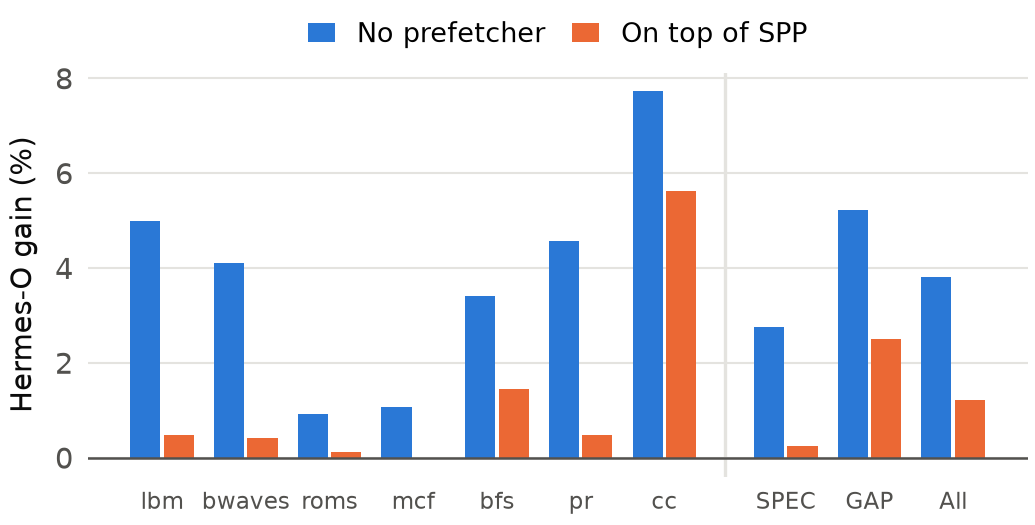 No prefetcher On top of SPP
Hermes-O gain (%)
8
6
4
2
0
lbm bwaves roms mcf bfs pr cc SPEC GAP All